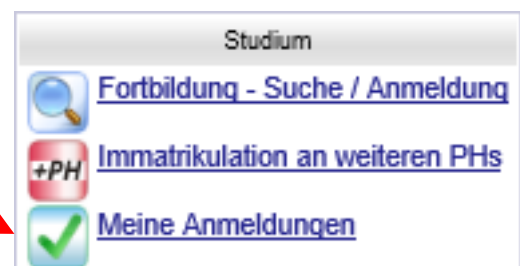 Studium
Fortbildung - Suche / Anmeldung
+PH Immatrikulation an weiteren PHs
Meine Anmeldungen